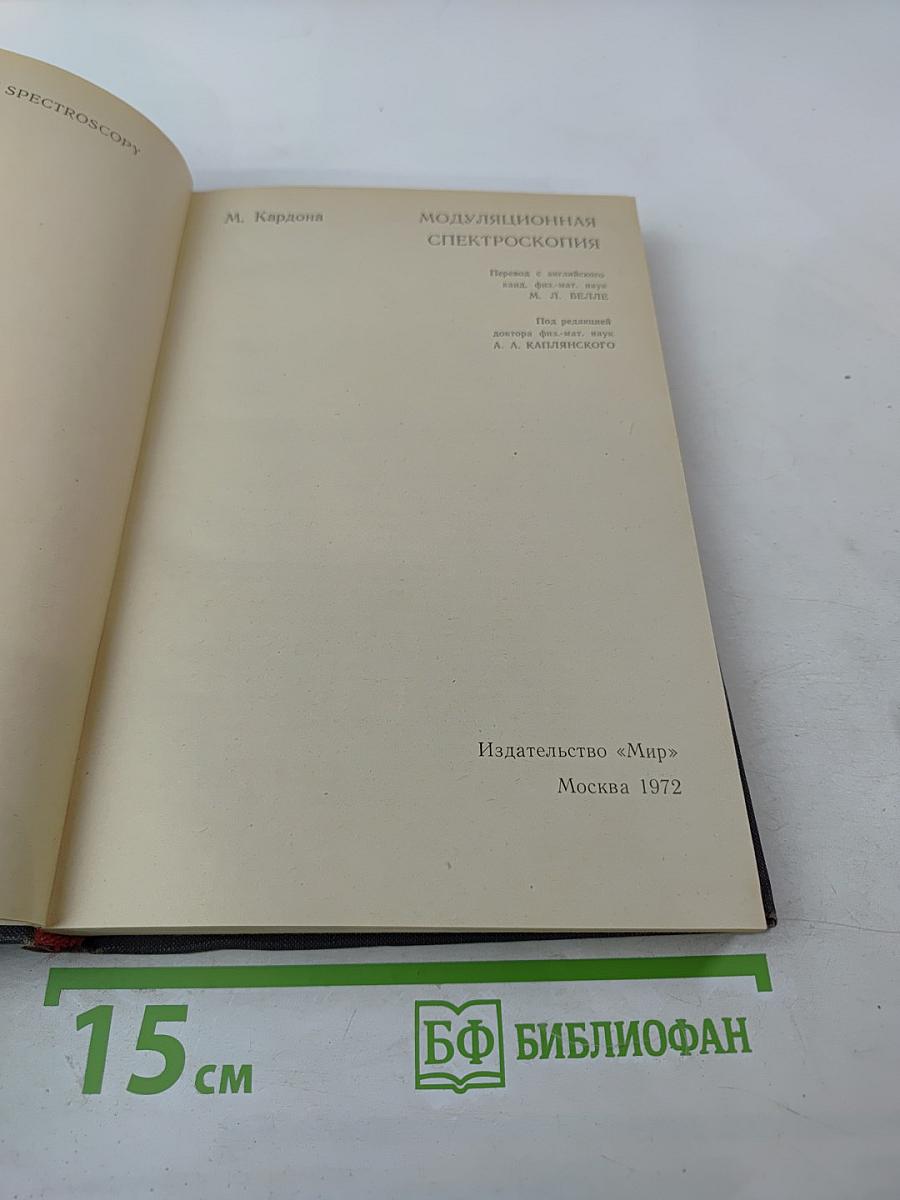 SPECTROSCOPY
М. Кардона
МОДУЛЯЦИОННАЯ
СПЕКТРОСКОПИЯ
Перевод с английского
канд. физ.-мат. наук
М. Л. БЕЛЛЕ
Под редакцией
доктора физ.-мат. наук
А. А. КАПЛЯНСКОГО
Издательство «Мир»
Москва 1972
15 см
БФ БИБЛИОФАН